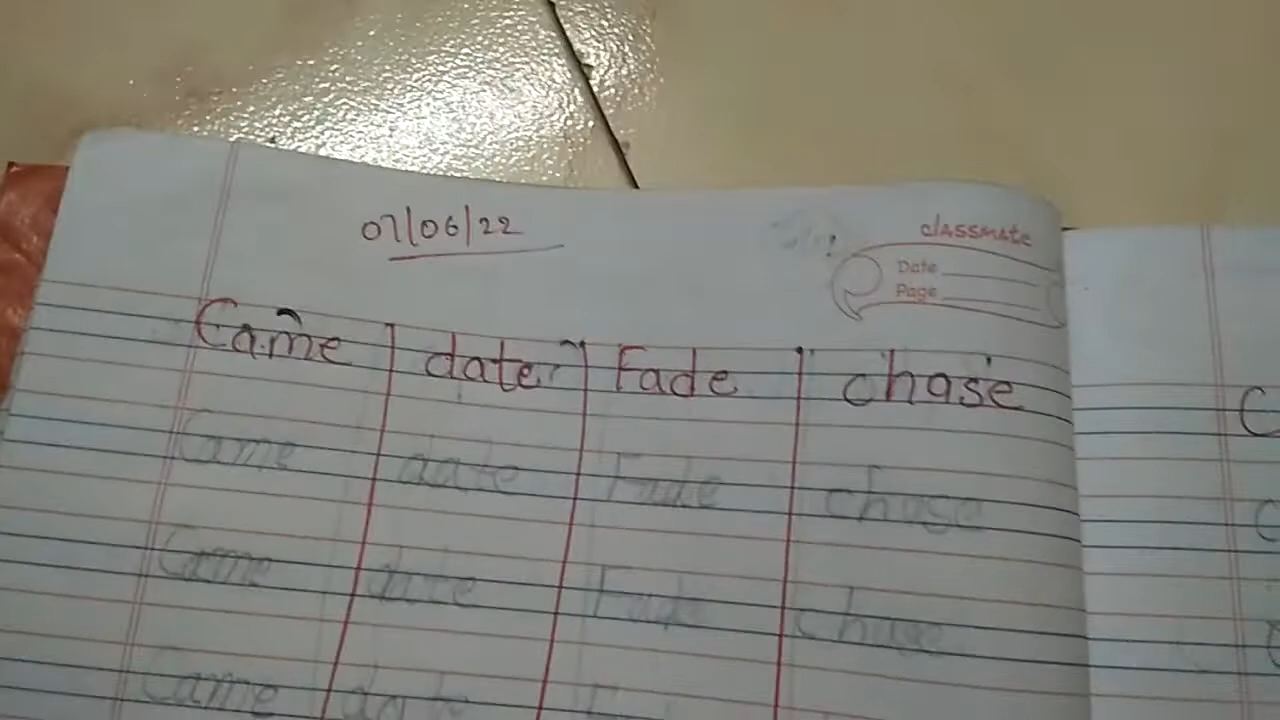 07/06/22
classmate
Date
Page
Came date Fade chase
Came date Fade chase
Came date Fade chase
Came date